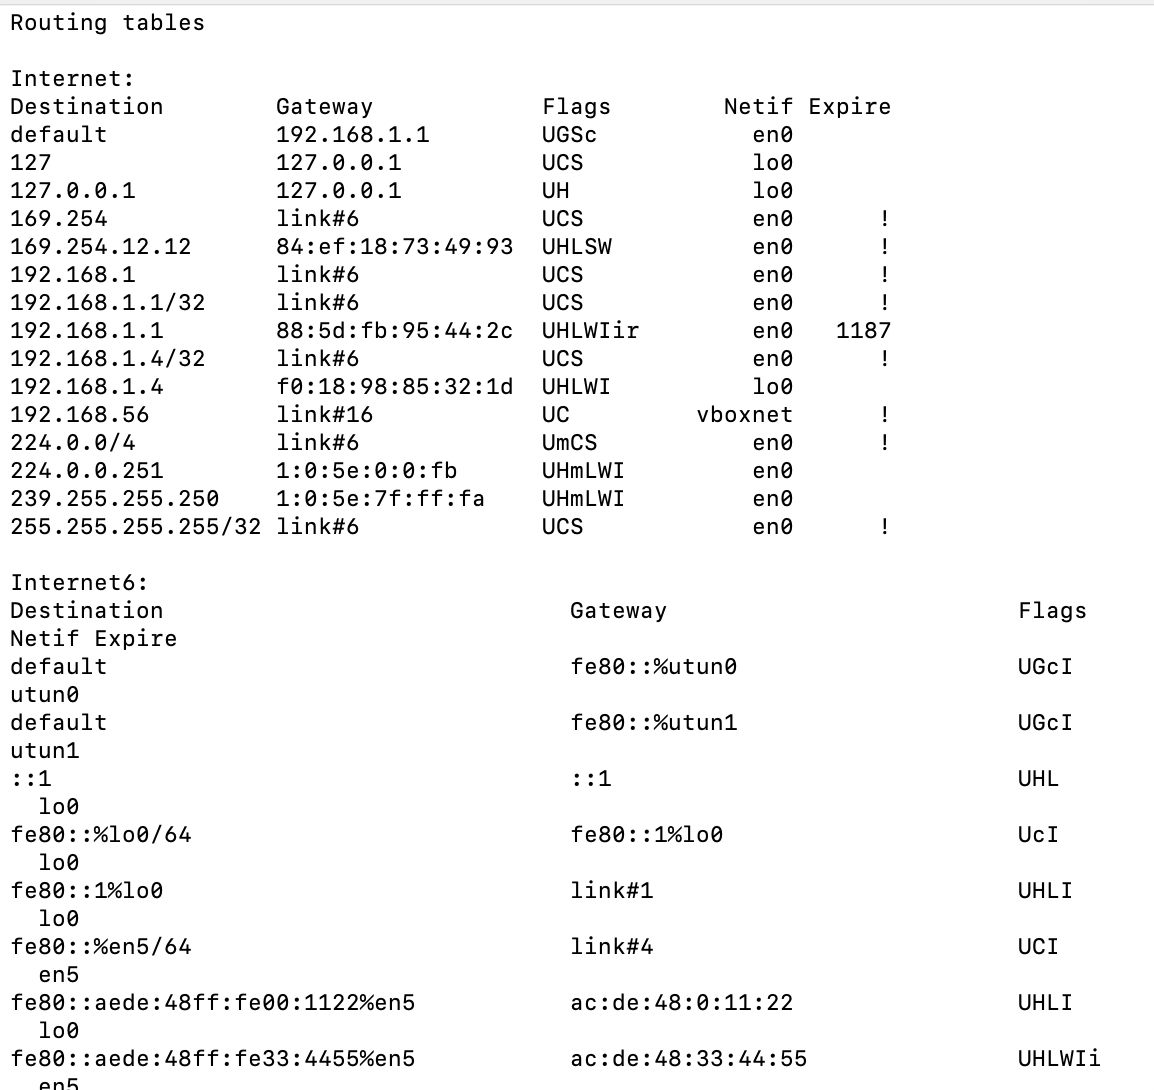 Routing tables
Internet:
Destination Gateway Flags Netif Expire
default 192.168.1.1 UGSc en0
127 127.0.0.1 UCS lo0
127.0.0.1 127.0.0.1 UH lo0
169.254 link#6 UCS en0 !
169.254.12.12 84:ef:18:73:49:93 UHLSW en0 !
192.168.1 link#6 UCS en0 !
192.168.1.1/32 link#6 UCS en0 !
192.168.1.1 88:5d:fb:95:44:2c UHLWIir en0 1187
192.168.1.4/32 link#6 UCS en0 !
192.168.1.4 f0:18:98:85:32:1d UHLWI lo0
192.168.56 link#16 UC vboxnet !
224.0.0/4 link#6 UmCS en0 !
224.0.0.251 1:0:5e:0:0:fb UHmLWI en0
239.255.255.250 1:0:5e:7f:ff:fa UHmLWI en0
255.255.255.255/32 link#6 UCS en0 !
Internet6:
Destination Gateway Flags
Netif Expire
default fe80::%utun0 UGcI
utun0
default fe80::%utun1 UGcI
utun1
::1 ::1 UHL
lo0
fe80::%lo0/64 fe80::1%lo0 UcI
lo0
fe80::1%lo0 link#1 UHLI
lo0
fe80::%en5/64 link#4 UCI
en5
fe80::aede:48ff:fe00:1122%en5 ac:de:48:0:11:22 UHLI
lo0
fe80::aede:48ff:fe33:4455%en5 ac:de:48:33:44:55 UHLWIi
en5